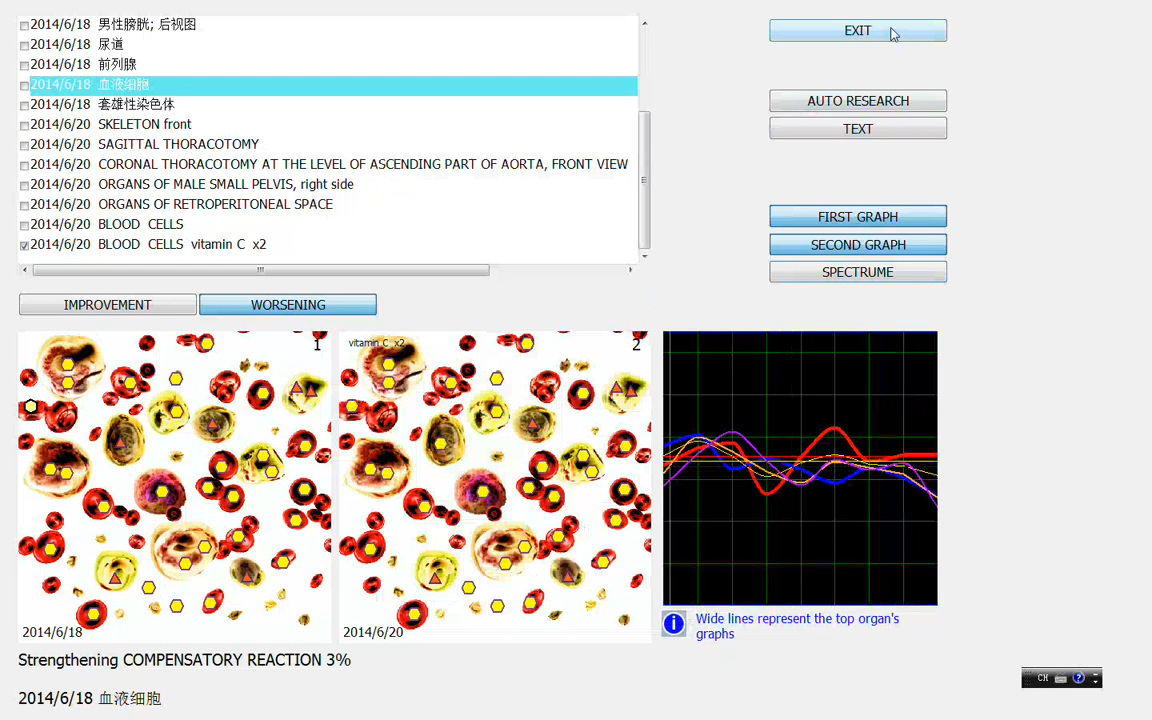 2014/6/18 男性膀胱; 后视图
2014/6/18 尿道
2014/6/18 前列腺
2014/6/18 血液细胞
2014/6/18 套雄性染色体
2014/6/20 SKELETON front
2014/6/20 SAGITTAL THORACOTOMY
2014/6/20 CORONAL THORACOTOMY AT THE LEVEL OF ASCENDING PART OF AORTA, FRONT VIEW
2014/6/20 ORGANS OF MALE SMALL PELVIS, right side
2014/6/20 ORGANS OF RETROPERITONEAL SPACE
2014/6/20 BLOOD CELLS
2014/6/20 BLOOD CELLS vitamin C x2
EXIT
AUTO RESEARCH
TEXT
FIRST GRAPH
SECOND GRAPH
SPECTRUME
IMPROVEMENT
WORSENING
1
2014/6/18
vitamin C x2
2
2014/6/20
Wide lines represent the top organ's
graphs
Strengthening COMPENSATORY REACTION 3%
2014/6/18 血液细胞
CH